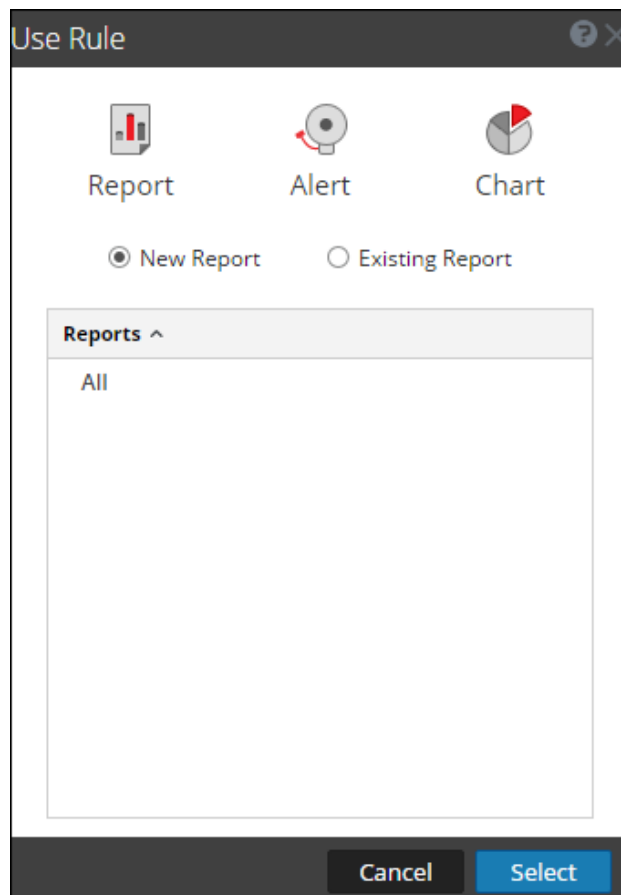 Use Rule
Report Alert Chart
New Report Existing Report
Reports
All
Cancel Select